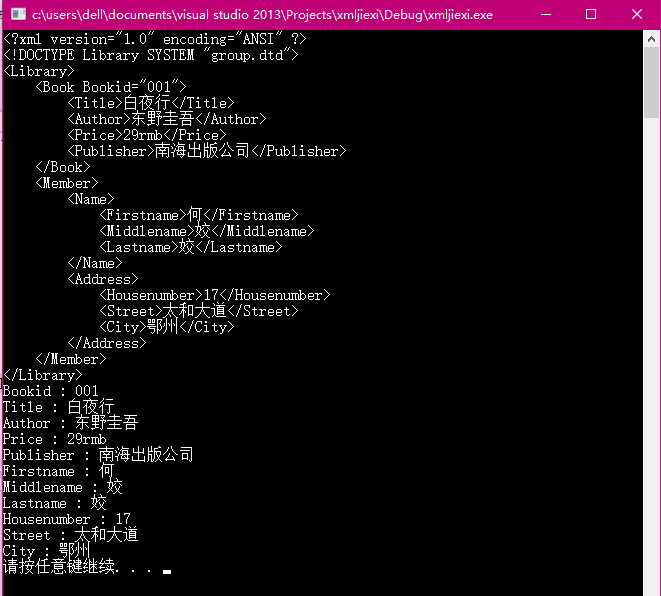 c:\users\dell\documents\visual studio 2013\Projects\xmljiexi\Debug\xmljiexi.exe
<?xml version="1.0" encoding="ANSI" ?>
<!DOCTYPE Library SYSTEM "group.dtd">
<Library>
    <Book Bookid="001">
        <Title>白夜行</Title>
        <Author>东野圭吾</Author>
        <Price>29rmb</Price>
        <Publisher>南海出版公司</Publisher>
    </Book>
    <Member>
        <Name>
            <Firstname>何</Firstname>
            <Middlename>姣</Middlename>
            <Lastname>姣</Lastname>
        </Name>
        <Address>
            <Housenumber>17</Housenumber>
            <Street>太和大道</Street>
            <City>鄂州</City>
        </Address>
    </Member>
</Library>
Bookid : 001
Title : 白夜行
Author : 东野圭吾
Price : 29rmb
Publisher : 南海出版公司
Firstname : 何
Middlename : 姣
Lastname : 姣
Housenumber : 17
Street : 太和大道
City : 鄂州
请按任意键继续. . .